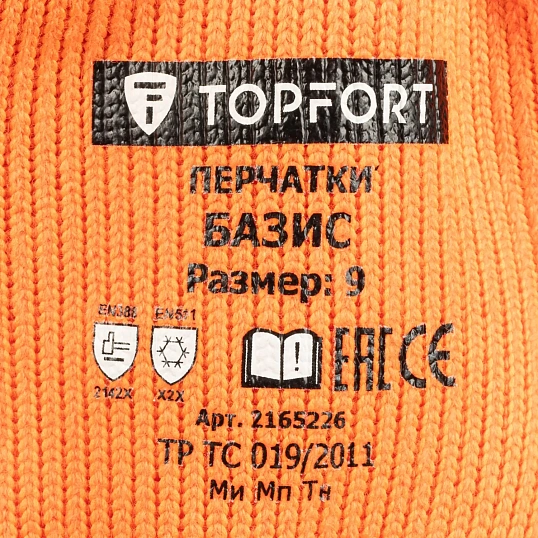 TOPFORT
ПЕРЧАТКИ
БАЗИС
Размер: 9
EN388 EN511
2142X X2X
EAC CE
Арт. 2165226
ТР ТС 019/2011
Ми Мп Тн